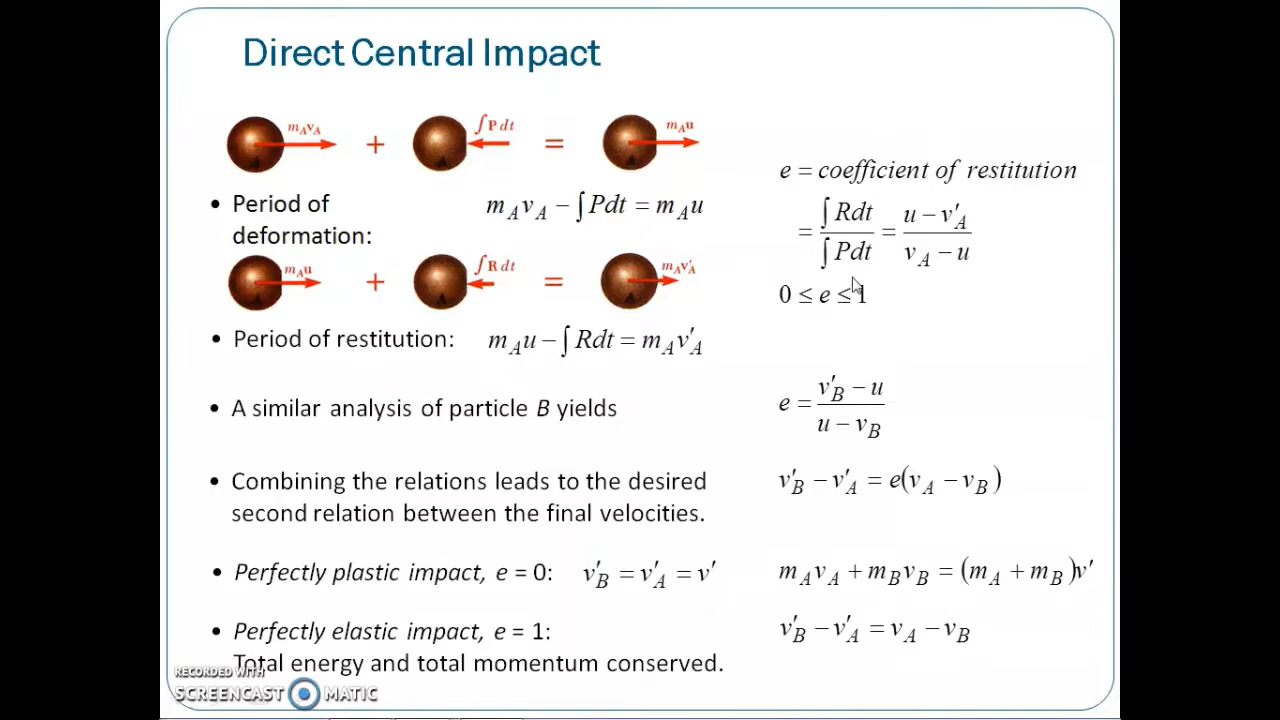 Direct Central Impact
m_A v_A + ∫P dt = m_A u
• Period of deformation: m_A v_A − ∫Pdt = m_A u
m_A u + ∫R dt = m_A v′_A
• Period of restitution: m_A u − ∫Rdt = m_A v′_A
e = coefficient of restitution
= ∫Rdt / ∫Pdt = (u − v′_A) / (v_A − u)
0 ≤ e ≤ 1
• A similar analysis of particle B yields
e = (v′_B − u) / (u − v_B)
• Combining the relations leads to the desired
second relation between the final velocities.
v′_B − v′_A = e(v_A − v_B)
• Perfectly plastic impact, e = 0: v′_B = v′_A = v′
m_A v_A + m_B v_B = (m_A + m_B)v′
• Perfectly elastic impact, e = 1:
Total energy and total momentum conserved.
v′_B − v′_A = v_A − v_B
RECORDED WITH
SCREENCAST MATIC